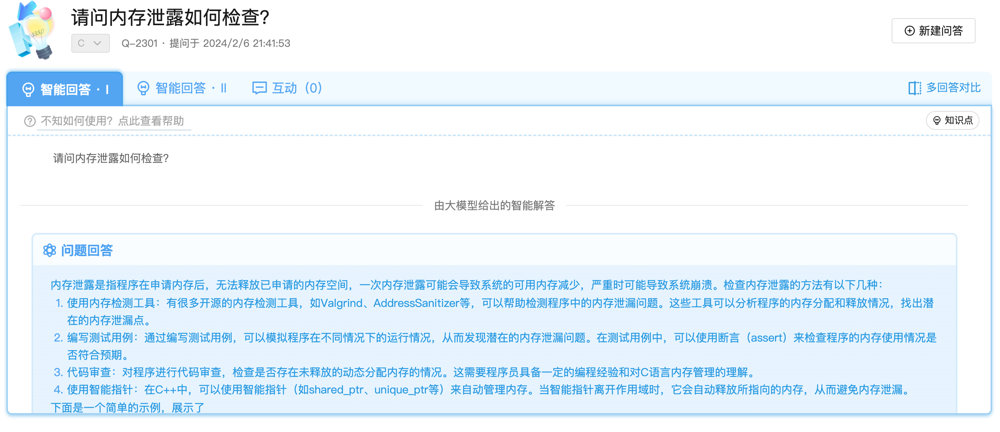 请问内存泄露如何检查?
新建问答
C
Q-2301 · 提问于 2024/2/6 21:41:53
智能回答 · I
智能回答 · II
互动（0）
多回答对比
不知如何使用？点此查看帮助
知识点
请问内存泄露如何检查?
由大模型给出的智能解答
问题回答
内存泄露是指程序在申请内存后，无法释放已申请的内存空间，一次内存泄露可能会导致系统的可用内存减少，严重时可能导致系统崩溃。检查内存泄露的方法有以下几种：
1. 使用内存检测工具：有很多开源的内存检测工具，如Valgrind、AddressSanitizer等，可以帮助检测程序中的内存泄漏问题。这些工具可以分析程序的内存分配和释放情况，找出潜
在的内存泄漏点。
2. 编写测试用例：通过编写测试用例，可以模拟程序在不同情况下的运行情况，从而发现潜在的内存泄漏问题。在测试用例中，可以使用断言（assert）来检查程序的内存使用情况是
否符合预期。
3. 代码审查：对程序进行代码审查，检查是否存在未释放的动态分配内存的情况。这需要程序员具备一定的编程经验和对C语言内存管理的理解。
4. 使用智能指针：在C++中，可以使用智能指针（如shared_ptr、unique_ptr等）来自动管理内存。当智能指针离开作用域时，它会自动释放所指向的内存，从而避免内存泄漏。
下面是一个简单的示例，展示了